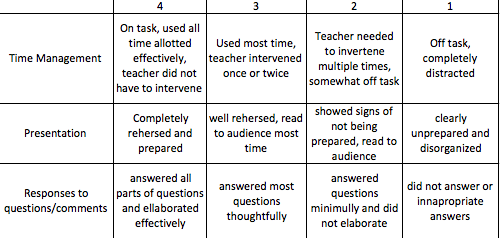 4 3 2 1
Time Management
On task, used all
time allotted
effectively,
teacher did not
have to intervene
Used most time,
teacher intervened
once or twice
Teacher needed
to invertene
multiple times,
somewhat off task
Off task,
completely
distracted
Presentation
Completely
rehersed and
prepared
well rehersed, read
to audience most
time
showed signs of
not being
prepared, read to
audience
clearly
unprepared and
disorganized
Responses to
questions/comments
answered all
parts of questions
and ellaborated
effectively
answered most
questions
thoughtfully
answered
questions
minimully and did
not elaborate
did not answer or
innapropriate
answers